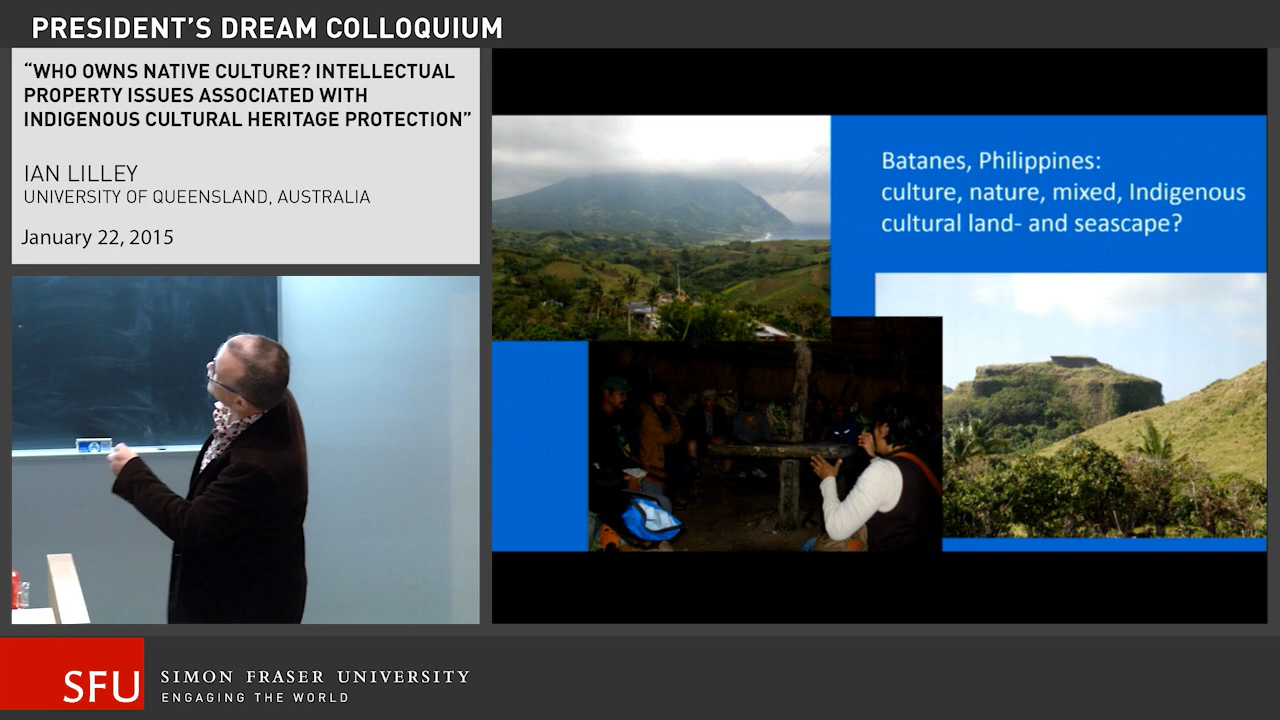 PRESIDENT'S DREAM COLLOQUIUM
“WHO OWNS NATIVE CULTURE? INTELLECTUAL
PROPERTY ISSUES ASSOCIATED WITH
INDIGENOUS CULTURAL HERITAGE PROTECTION”
IAN LILLEY
UNIVERSITY OF QUEENSLAND, AUSTRALIA
January 22, 2015
Batanes, Philippines:
culture, nature, mixed, Indigenous
cultural land- and seascape?
SFU
SIMON FRASER UNIVERSITY
ENGAGING THE WORLD